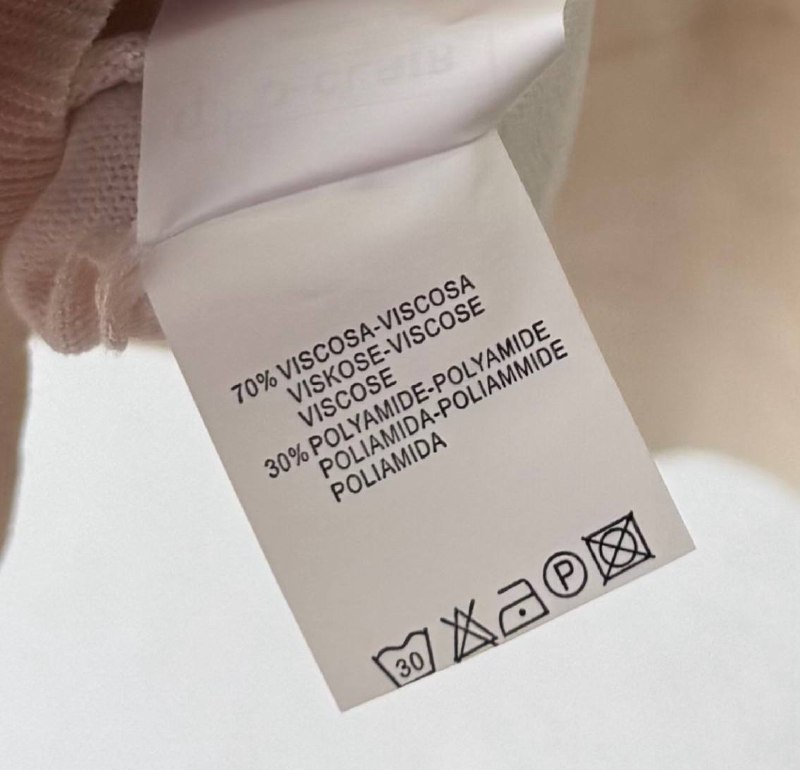 70% VISCOSA-VISCOSA
VISKOSE-VISCOSE
VISCOSE
30% POLYAMIDE-POLYAMIDE
POLIAMIDA-POLIAMMIDE
POLIAMIDA
30 P